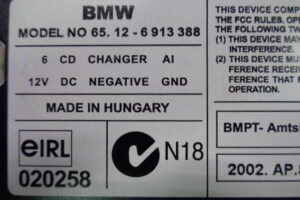 BMW
MODEL NO 65. 12 - 6 913 388
6 CD CHANGER AI
12V DC NEGATIVE GND
MADE IN HUNGARY
eIRL
020258
N18
THIS DEVICE COMP
THE FCC RULES. OPE
THE FOLLOWING TW
(1) THIS DEVICE MAY
INTERFERENCE.
(2) THIS DEVICE MUS
FERENCE RECEIV
FERENCE THAT M
OPERATION.
BMPT- Amts
2002. AP.